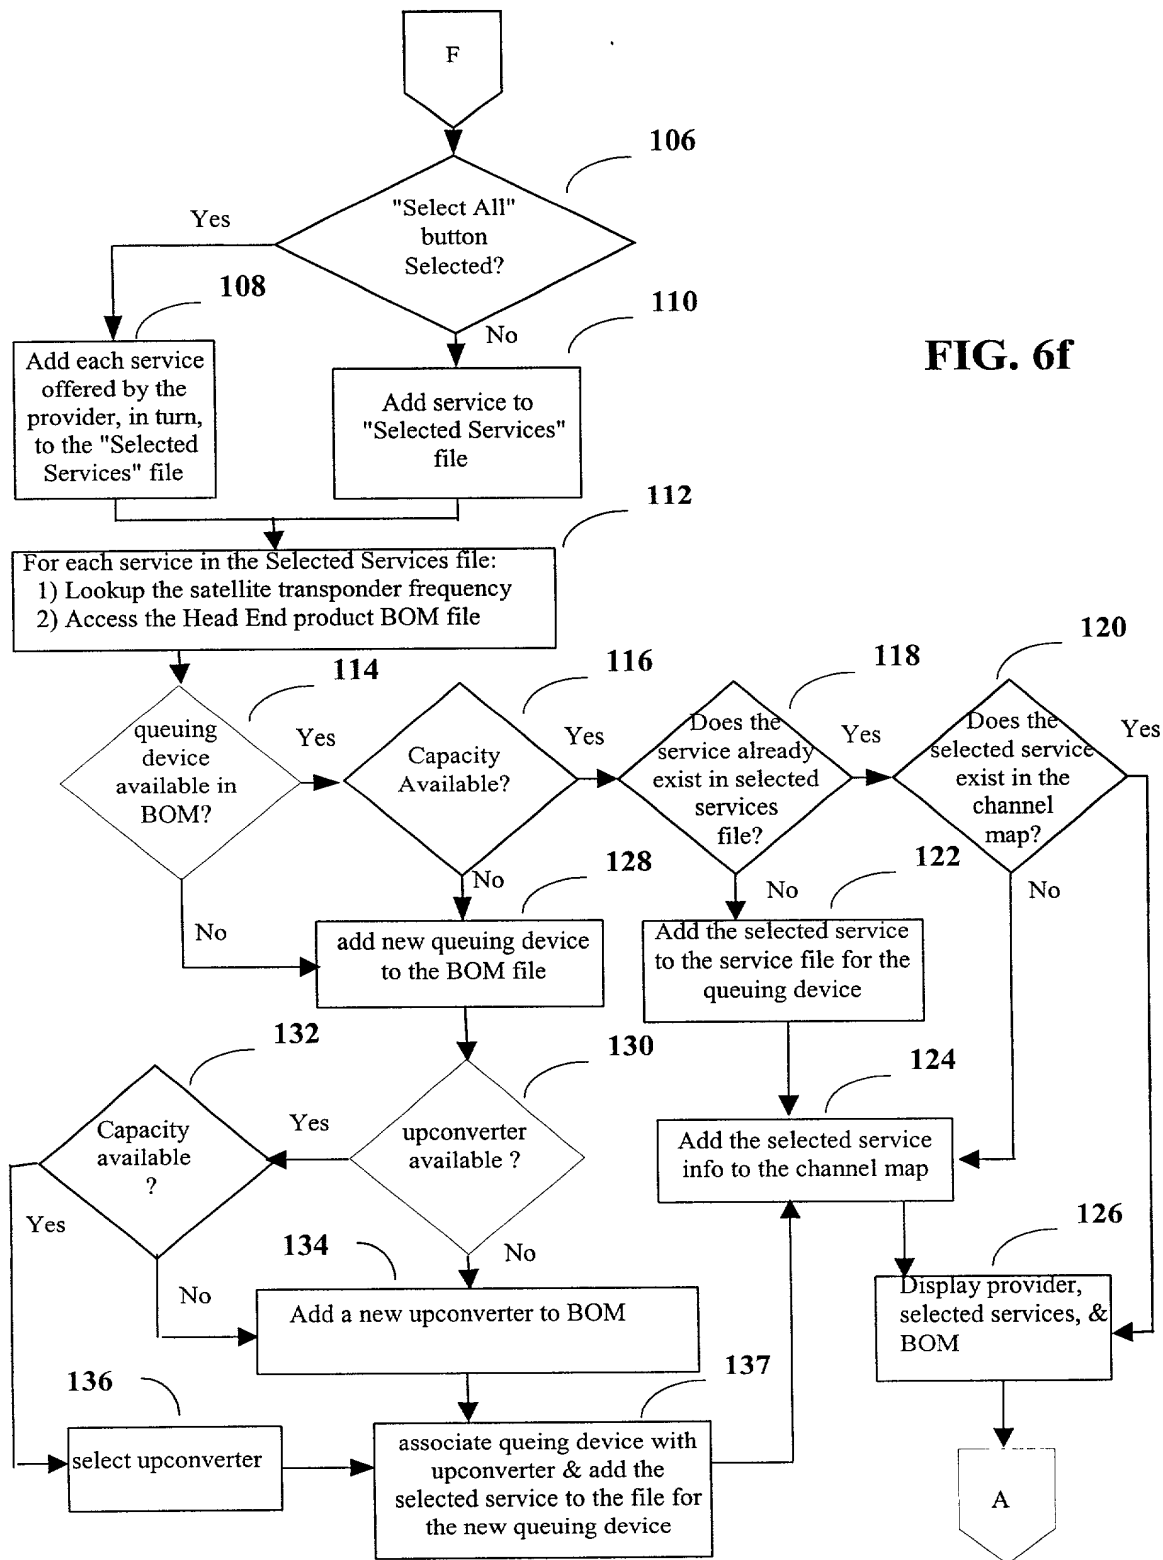 F
106
"Select All"
button
Selected?
Yes
No
108
110
FIG. 6f
Add each service
offered by the
provider, in turn,
to the "Selected
Services" file
Add service to
"Selected Services"
file
112
For each service in the Selected Services file:
1) Lookup the satellite transponder frequency
2) Access the Head End product BOM file
114
116
118
120
queuing
device
available in
BOM?
Yes
Capacity
Available?
Yes
Does the
service already
exist in selected
services
file?
Yes
Does the
selected service
exist in the
channel
map?
Yes
No
No
128
No
122
No
add new queuing device
to the BOM file
Add the selected service
to the service file for the
queuing device
132
130
124
Capacity
available
?
Yes
upconverter
available ?
Add the selected service
info to the channel map
Yes
No
134
No
126
Add a new upconverter to BOM
Display provider,
selected services, &
BOM
136
137
select upconverter
associate queing device with
upconverter & add the
selected service to the file for
the new queuing device
A